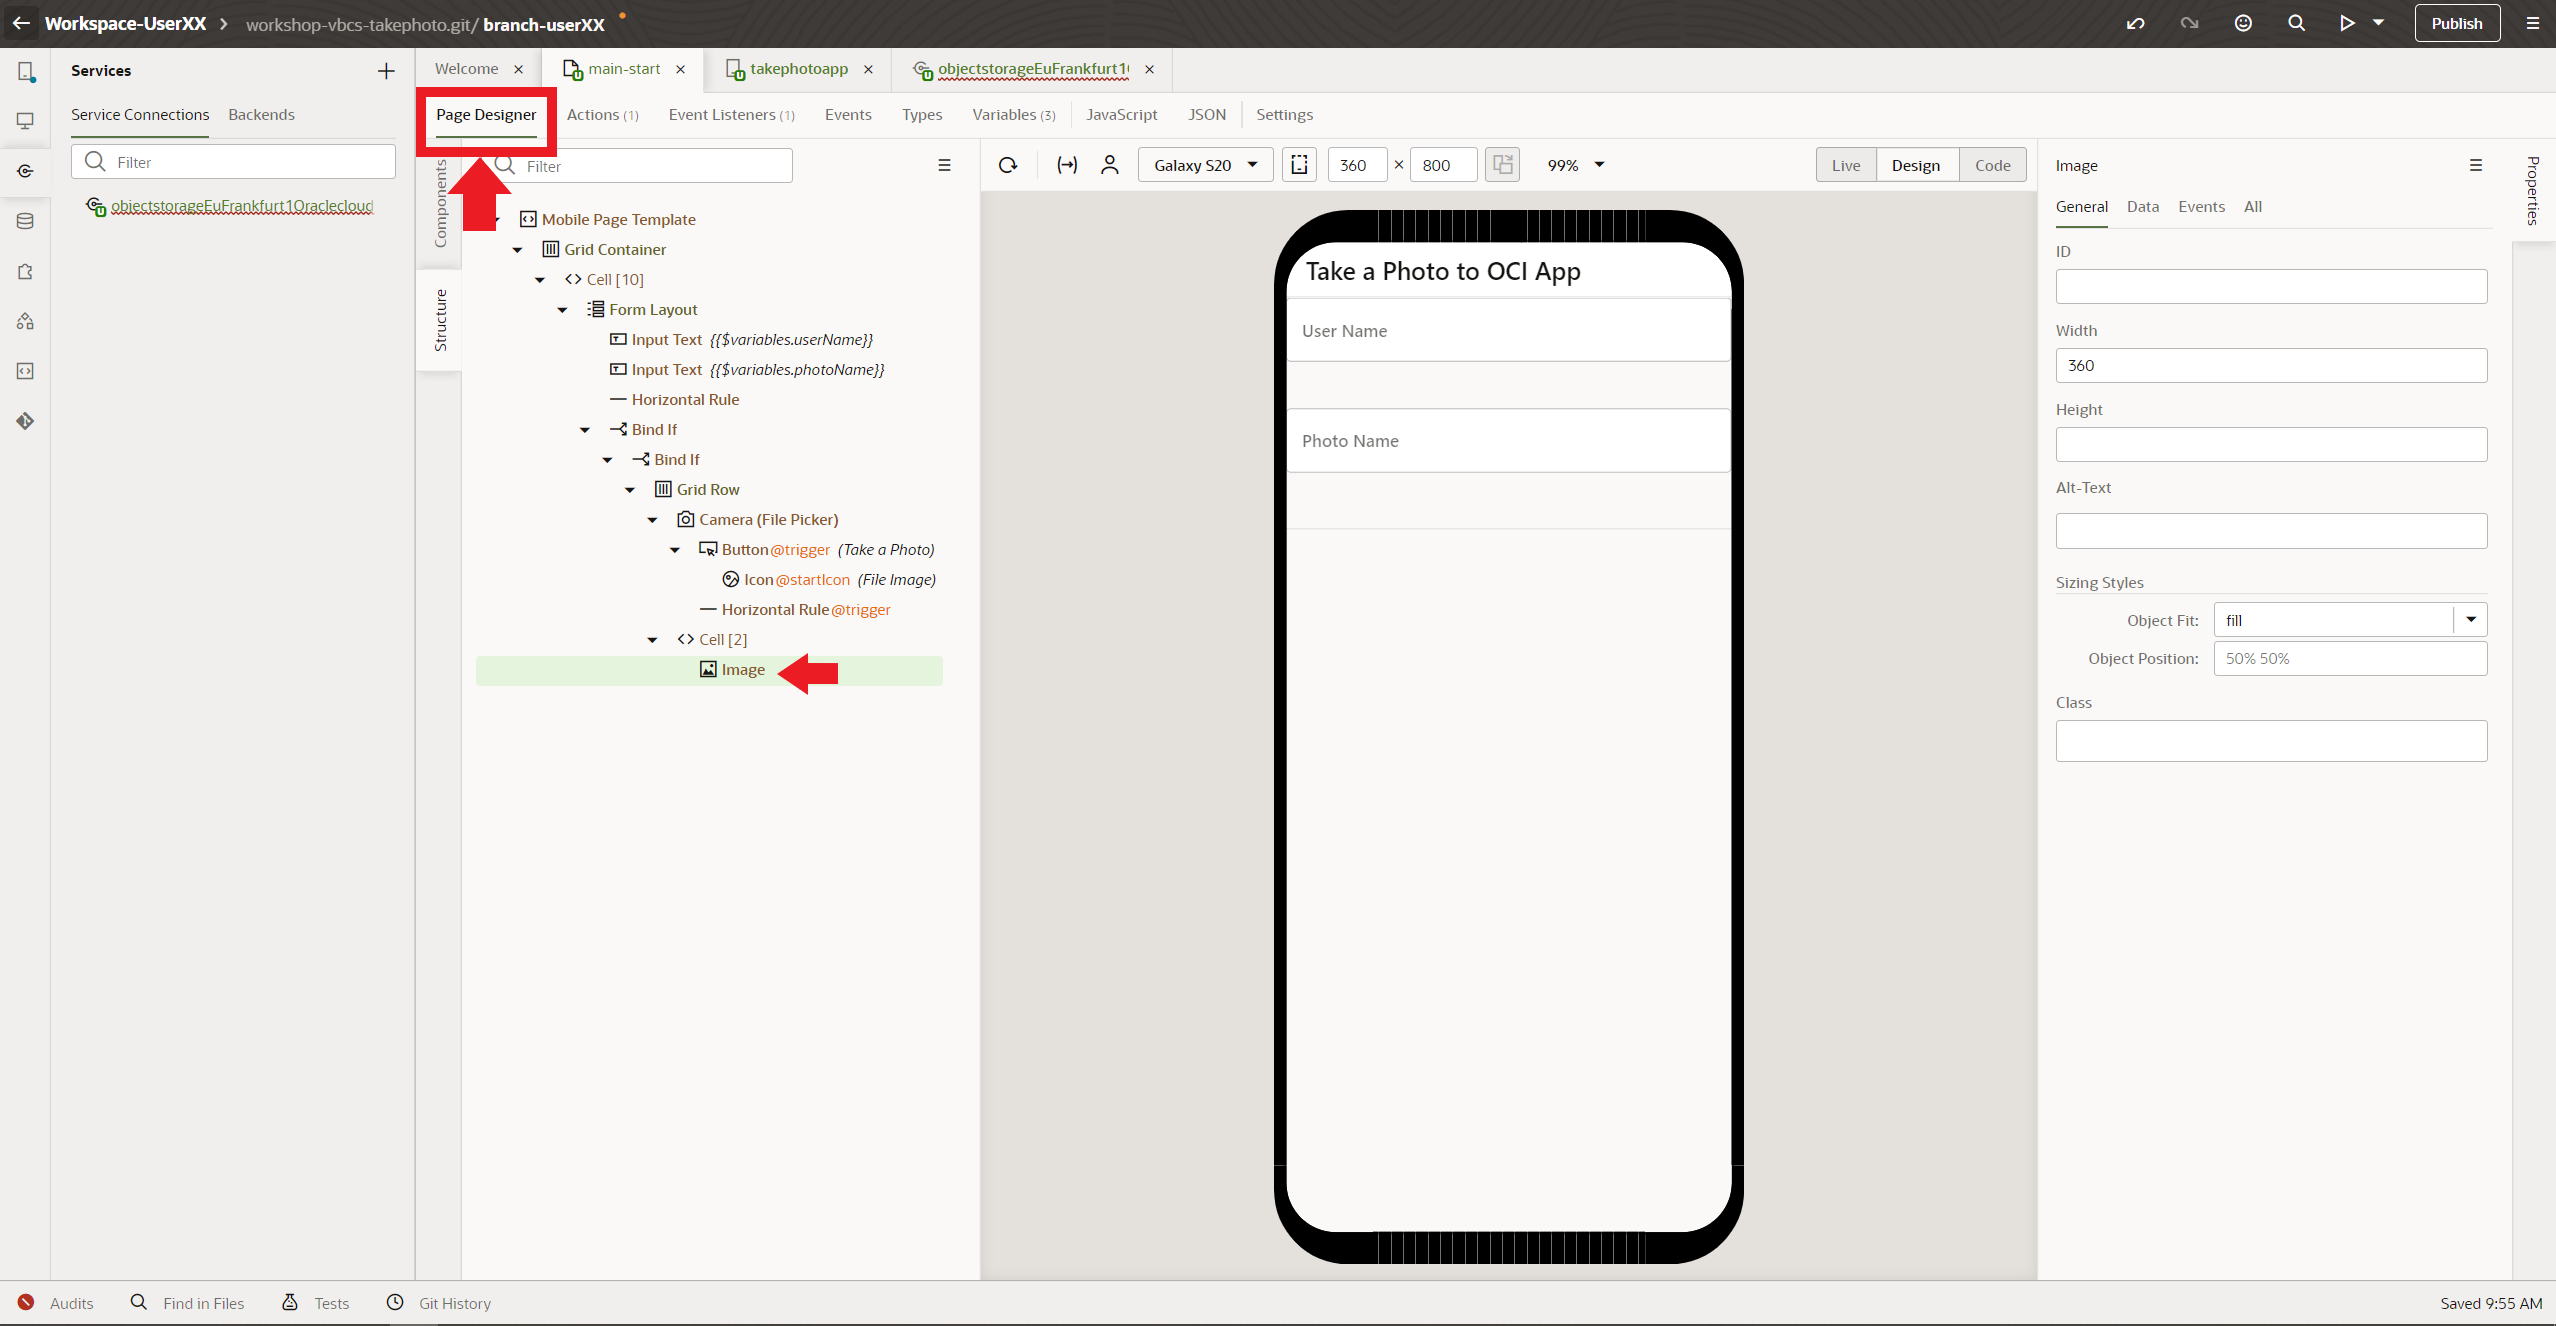 Workspace-UserXX > workshop-vbcs-takephoto.git/ branch-userXX
Publish
Services
Service Connections
Backends
Filter
objectstorageEuFrankfurt1Oraclecloud
Welcome
main-start
takephotoapp
objectstorageEuFrankfurt1
Page Designer
Actions (1)
Event Listeners (1)
Events
Types
Variables (3)
JavaScript
JSON
Settings
Components
Structure
Filter
Mobile Page Template
Grid Container
Cell [10]
Form Layout
Input Text {{$variables.userName}}
Input Text {{$variables.photoName}}
Horizontal Rule
Bind If
Bind If
Grid Row
Camera (File Picker)
Button@trigger (Take a Photo)
Icon@startIcon (File Image)
Horizontal Rule@trigger
Cell [2]
Image
Galaxy S20
360 × 800
99%
Live
Design
Code
Take a Photo to OCI App
User Name
Photo Name
Image
General
Data
Events
All
ID
Width
360
Height
Alt-Text
Sizing Styles
Object Fit: fill
Object Position: 50% 50%
Class
Properties
Audits
Find in Files
Tests
Git History
Saved 9:55 AM